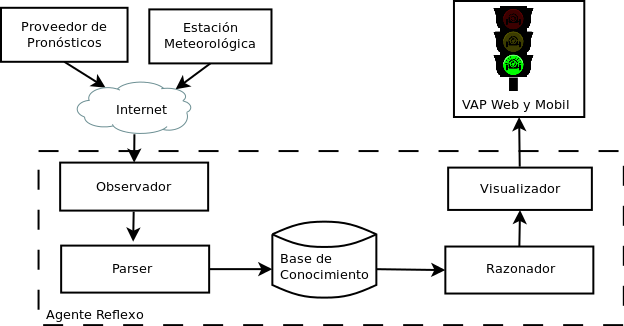 Proveedor de
Pronósticos
Estación
Meteorológica
Internet
VAP Web y Mobil
Observador
Visualizador
Parser
Base de
Conocimiento
Razonador
Agente Reflexo